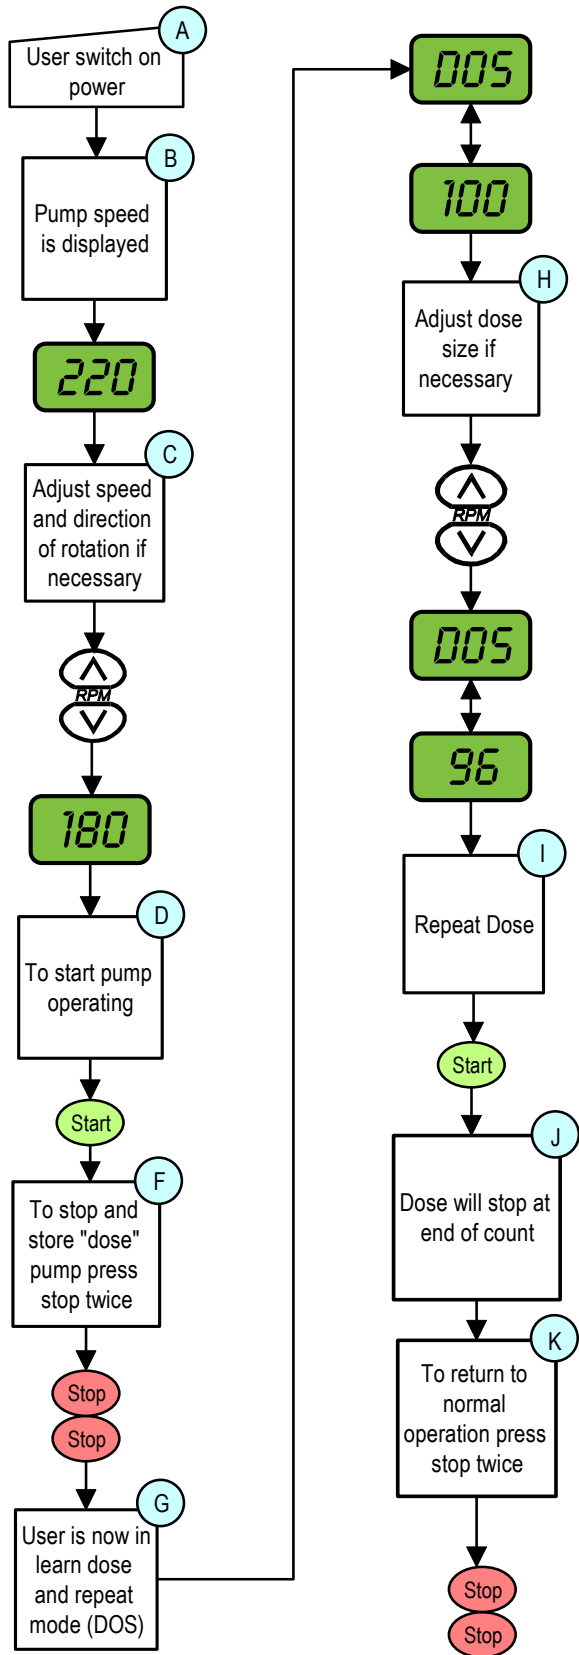 A
User switch on
power
B
Pump speed
is displayed
220
C
Adjust speed
and direction
of rotation if
necessary
RPM
180
D
To start pump
operating
Start
F
To stop and
store "dose"
pump press
stop twice
Stop
Stop
G
User is now in
learn dose
and repeat
mode (DOS)
DOS
100
H
Adjust dose
size if
necessary
RPM
DOS
96
I
Repeat Dose
Start
J
Dose will stop at
end of count
K
To return to
normal
operation press
stop twice
Stop
Stop